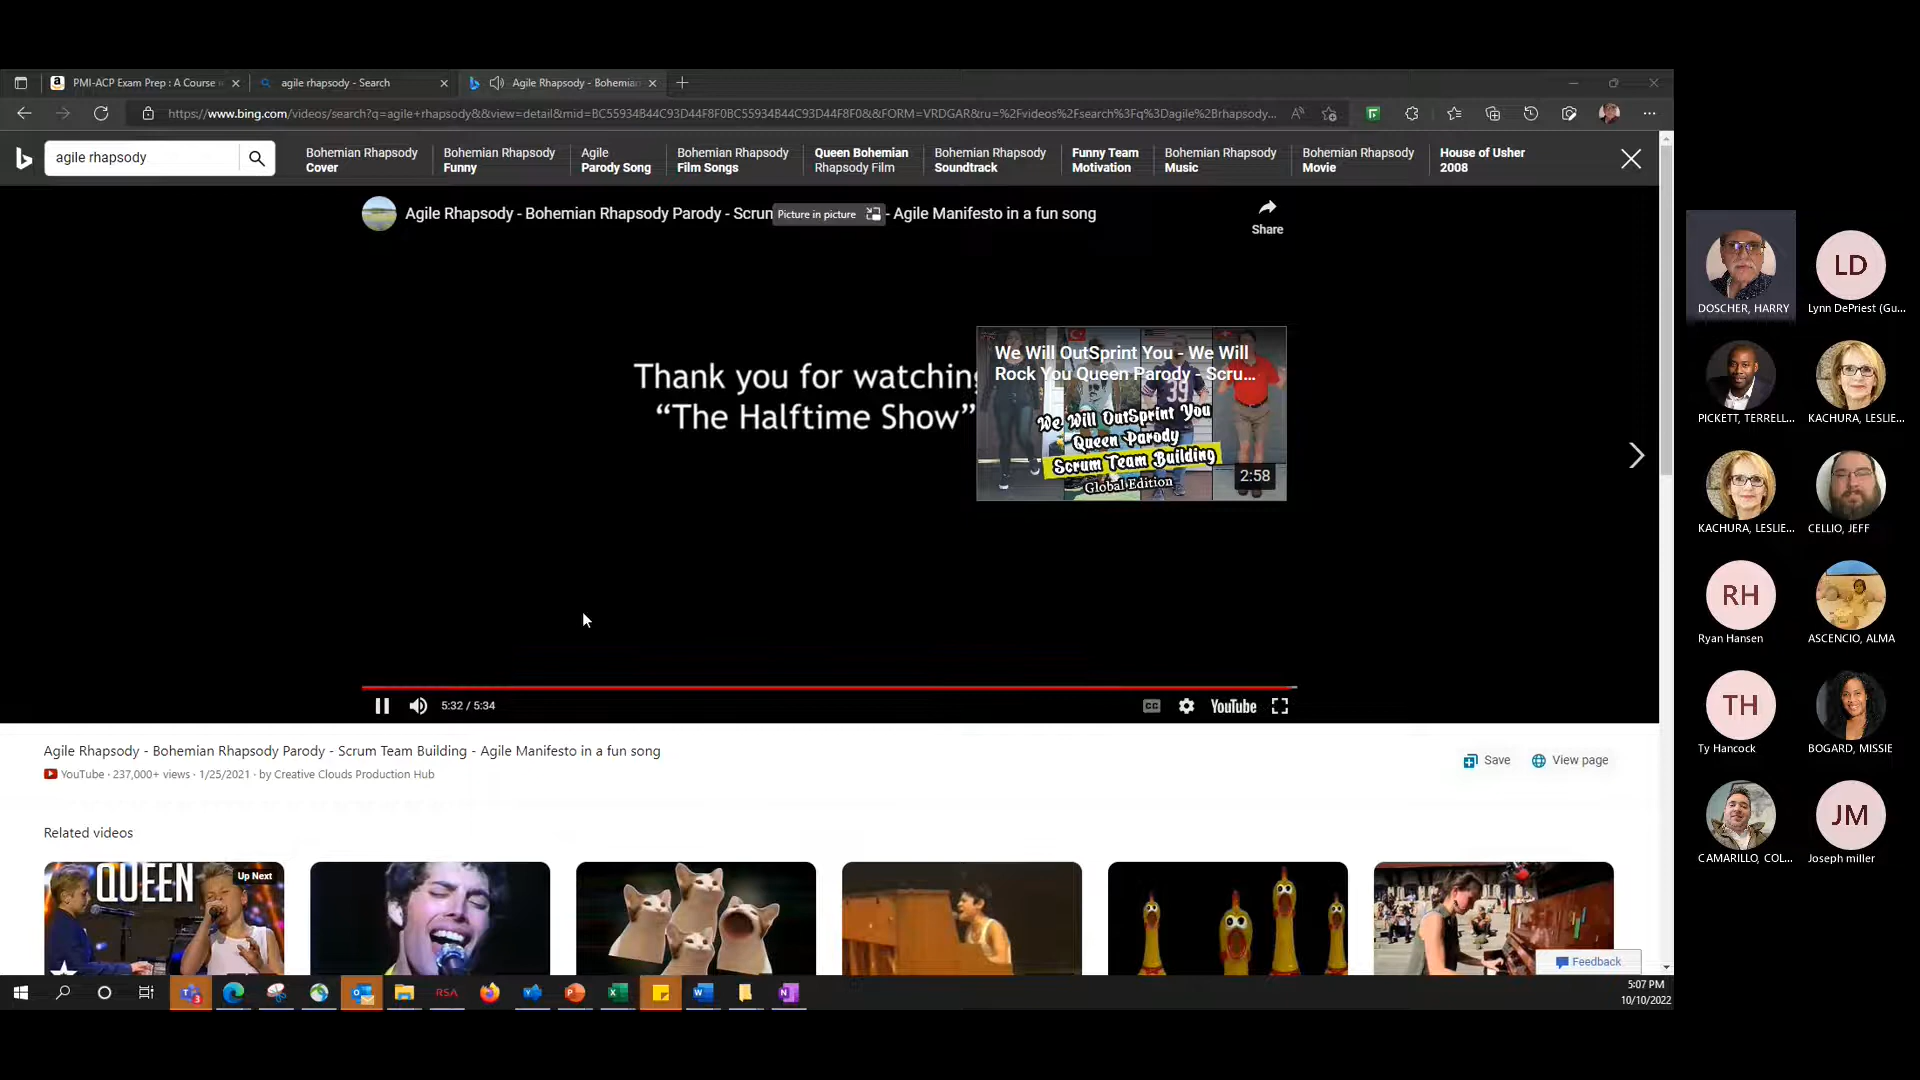 PMI-ACP Exam Prep : A Course
agile rhapsody - Search
Agile Rhapsody - Bohemian
https://www.bing.com/videos/search?q=agile+rhapsody&&view=detail&mid=BC55934B44C93D44F8F0BC55934B44C93D44F8F0&&FORM=VRDGAR&ru=%2Fvideos%2Fsearch%3Fq%3Dagile%2Brhapsody...
agile rhapsody
Bohemian Rhapsody
Cover
Bohemian Rhapsody
Funny
Agile
Parody Song
Bohemian Rhapsody
Film Songs
Queen Bohemian
Rhapsody Film
Bohemian Rhapsody
Soundtrack
Funny Team
Motivation
Bohemian Rhapsody
Music
Bohemian Rhapsody
Movie
House of Usher
2008
Agile Rhapsody - Bohemian Rhapsody Parody - Scrum - Agile Manifesto in a fun song
Picture in picture
Share
Thank you for watching
“The Halftime Show”
We Will OutSprint You - We Will
Rock You Queen Parody - Scru...
39
We Will OutSprint You
Queen Parody
Scrum Team Building
Global Edition
2:58
5:32 / 5:34
CC
YouTube
Agile Rhapsody - Bohemian Rhapsody Parody - Scrum Team Building - Agile Manifesto in a fun song
YouTube · 237,000+ views · 1/25/2021 · by Creative Clouds Production Hub
Save
View page
Related videos
QUEEN
Up Next
Feedback
RSA
5:07 PM
10/10/2022
DOSCHER, HARRY
LD
Lynn DePriest (Gu...
PICKETT, TERRELL...
KACHURA, LESLIE...
KACHURA, LESLIE...
CELLIO, JEFF
RH
Ryan Hansen
ASCENCIO, ALMA
TH
Ty Hancock
BOGARD, MISSIE
CAMARILLO, COL...
JM
Joseph miller